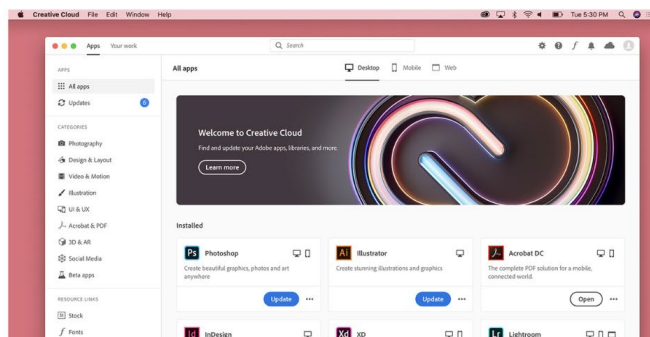 Creative Cloud File Edit Window Help
Tue 5:30 PM
Apps Your work
Search
APPS
All apps
Updates 6
CATEGORIES
Photography
Design & Layout
Video & Motion
Illustration
UI & UX
Acrobat & PDF
3D & AR
Social Media
Beta apps
RESOURCE LINKS
St Stock
Fonts
All apps
Desktop Mobile Web
Welcome to Creative Cloud
Find and update your Adobe apps, libraries, and more.
Learn more
Installed
Ps Photoshop
Create beautiful graphics, photos and art
anywhere
Update
Ai Illustrator
Create stunning illustrations and graphics
Update
Acrobat DC
The complete PDF solution for a mobile,
connected world.
Open
Id InDesign
Xd XD
Lr Lightroom